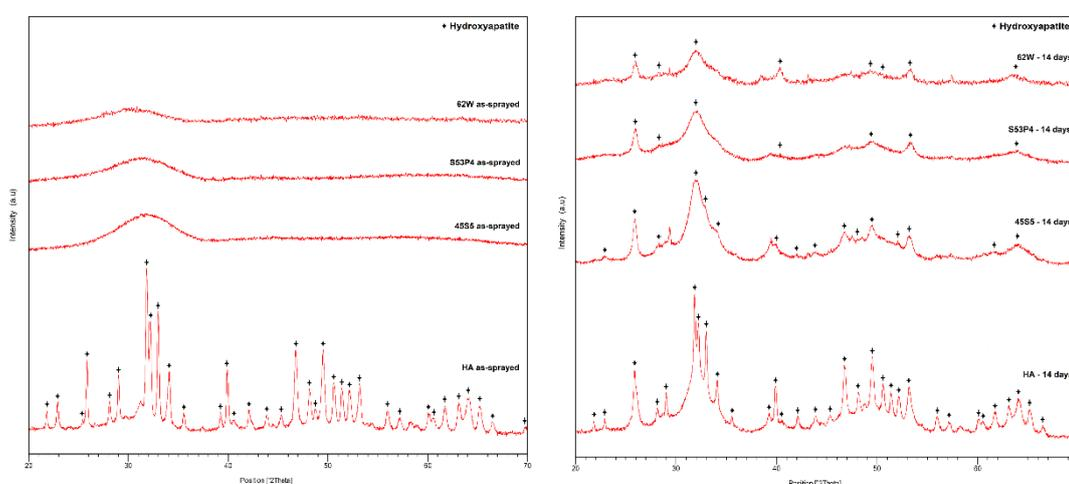 ✦ Hydroxyapatite
62W as-sprayed
S53P4 as-sprayed
45S5 as-sprayed
HA as-sprayed
Intensity (a.u)
20 30 40 50 60 70
Position [°2Theta]
✦ Hydroxyapatite
62W - 14 days
S53P4 - 14 days
45S5 - 14 days
HA - 14 days
Intensity (a.u)
20 30 40 50 60
Position [°2Theta]